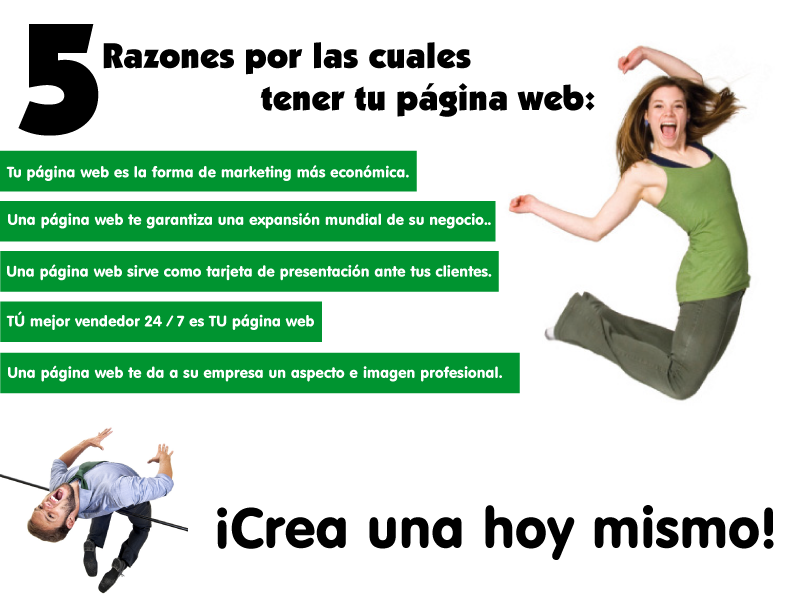 5 Razones por las cuales
tener tu página web:
Tu página web es la forma de marketing más económica.
Una página web te garantiza una expansión mundial de su negocio..
Una página web sirve como tarjeta de presentación ante tus clientes.
TÚ mejor vendedor 24 / 7 es TU página web
Una página web te da a su empresa un aspecto e imagen profesional.
¡Crea una hoy mismo!